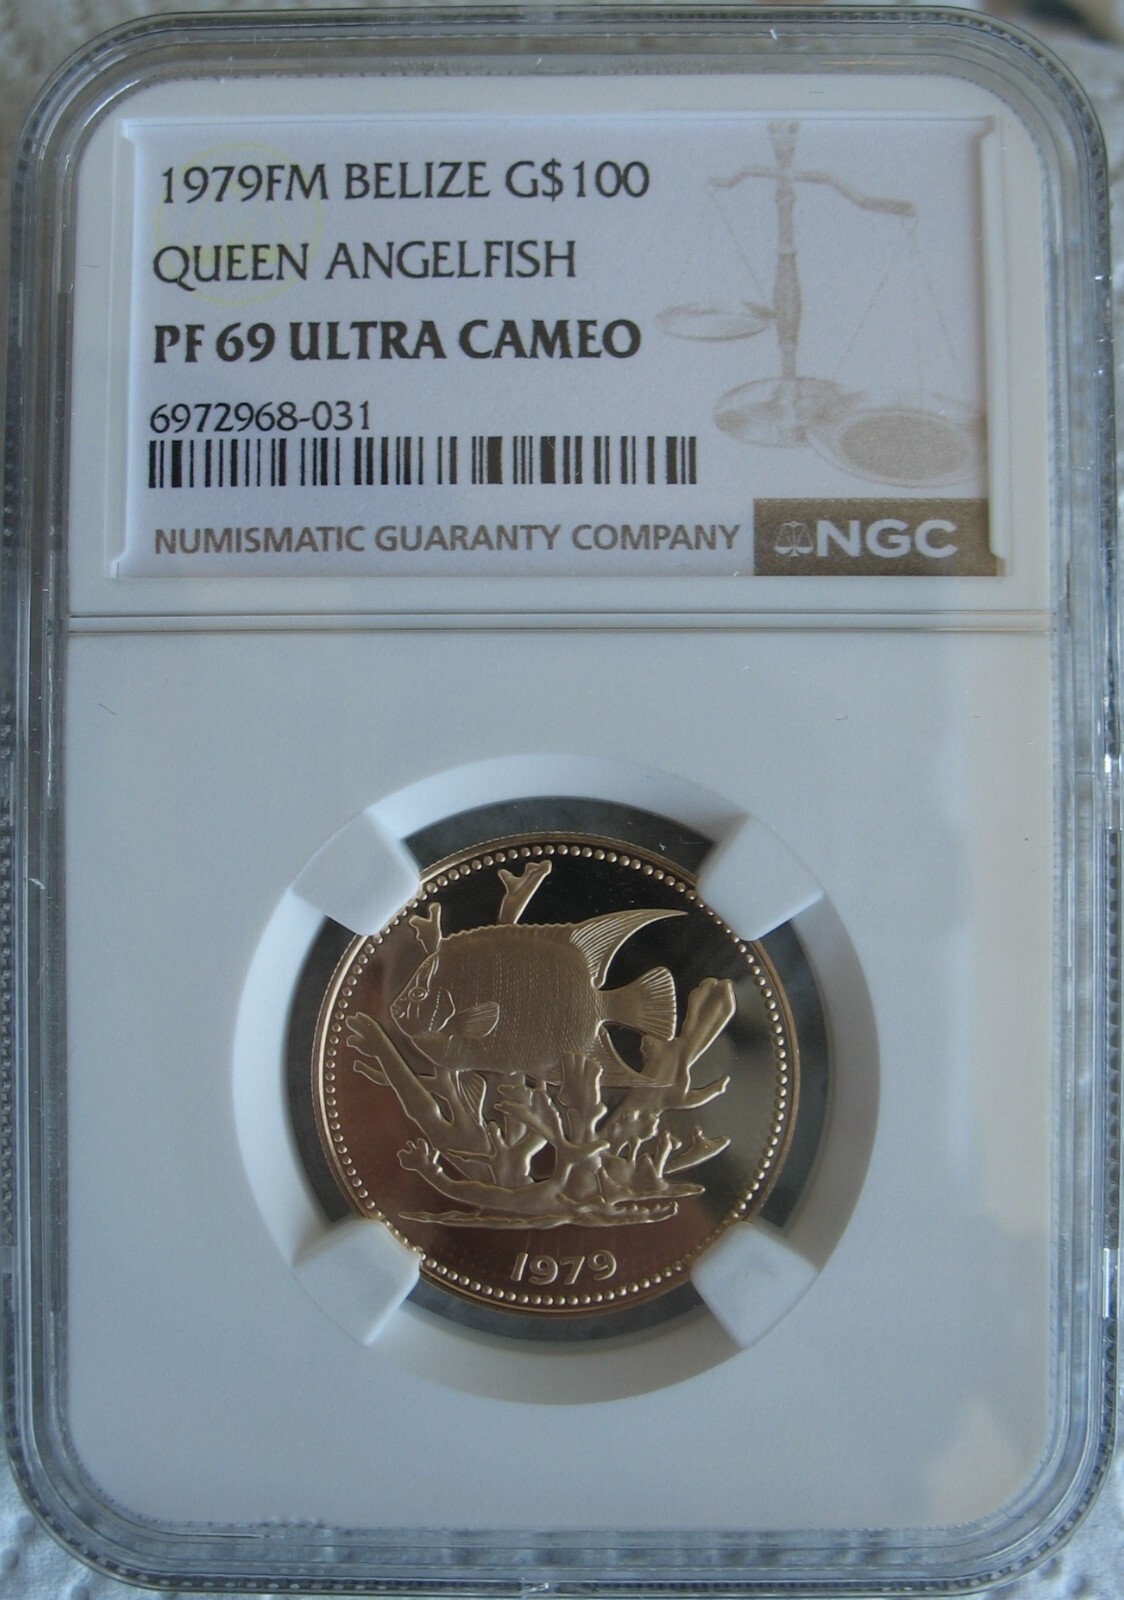 1979FM BELIZE G$100
QUEEN ANGELFISH
PF 69 ULTRA CAMEO
6972968-031
NUMISMATIC GUARANTY COMPANY
NGC
1979